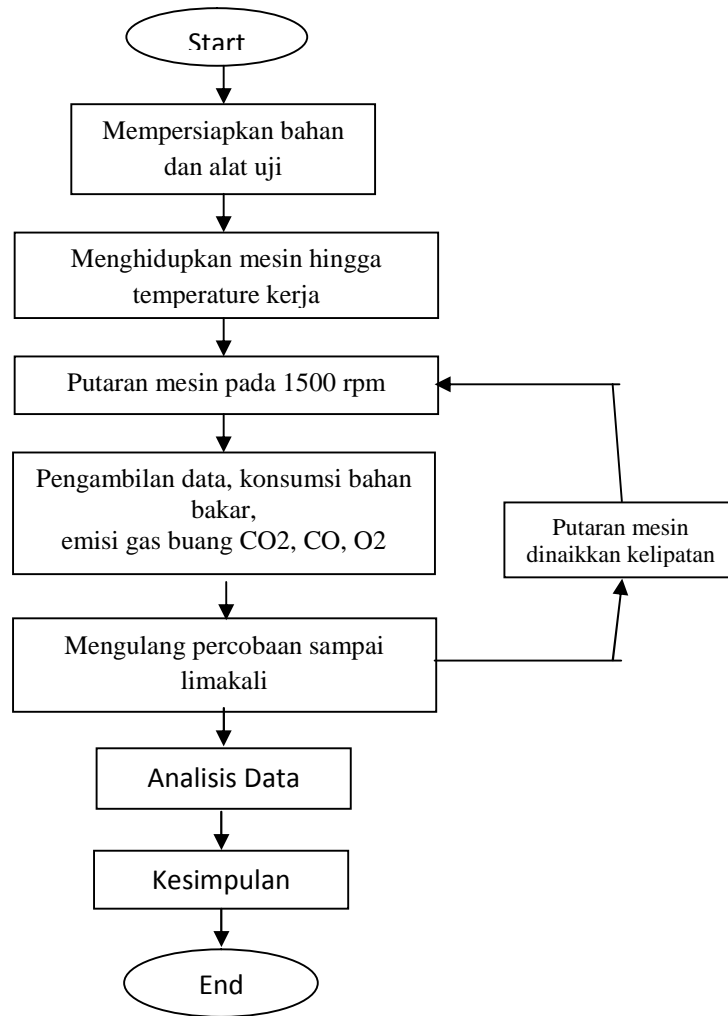 Start
Mempersiapkan bahan
dan alat uji
Menghidupkan mesin hingga
temperature kerja
Putaran mesin pada 1500 rpm
Pengambilan data, konsumsi bahan
bakar,
emisi gas buang CO2, CO, O2
Putaran mesin
dinaikkan kelipatan
Mengulang percobaan sampai
limakali
Analisis Data
Kesimpulan
End